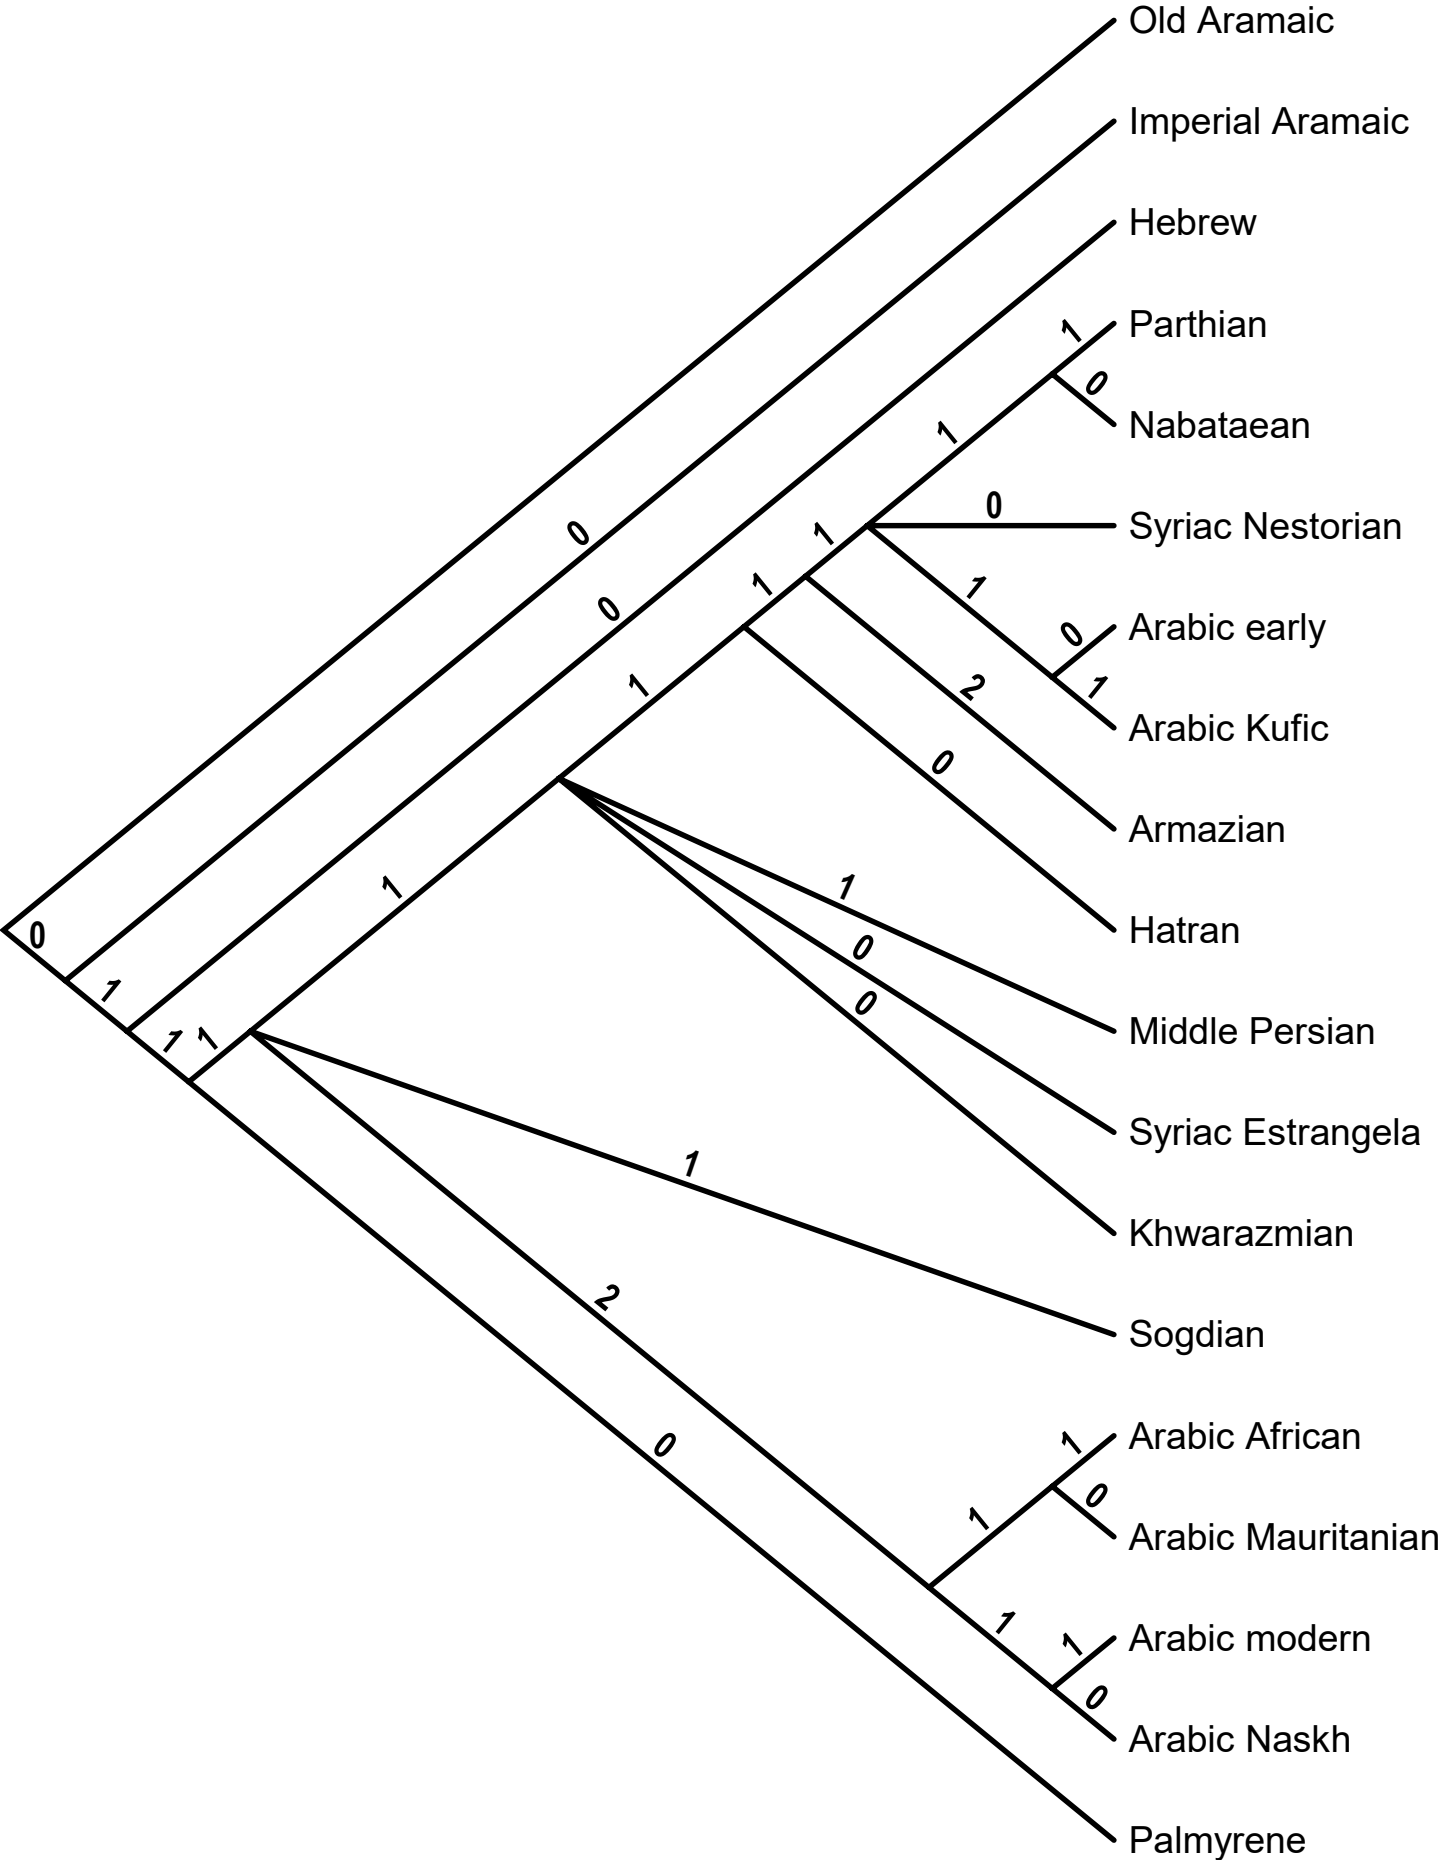 Old Aramaic
Imperial Aramaic
Hebrew
1 Parthian
0
1 Nabataean
0
0 1 Syriac Nestorian
1 1
0 0 Arabic early
1 2 1
Arabic Kufic
0
Armazian
1 1
0 0 Hatran
1 0
1 1 Middle Persian
Syriac Estrangela
1
Khwarazmian
2
Sogdian
0 1 Arabic African
1 0
Arabic Mauritanian
1 1 Arabic modern
0
Arabic Naskh
Palmyrene